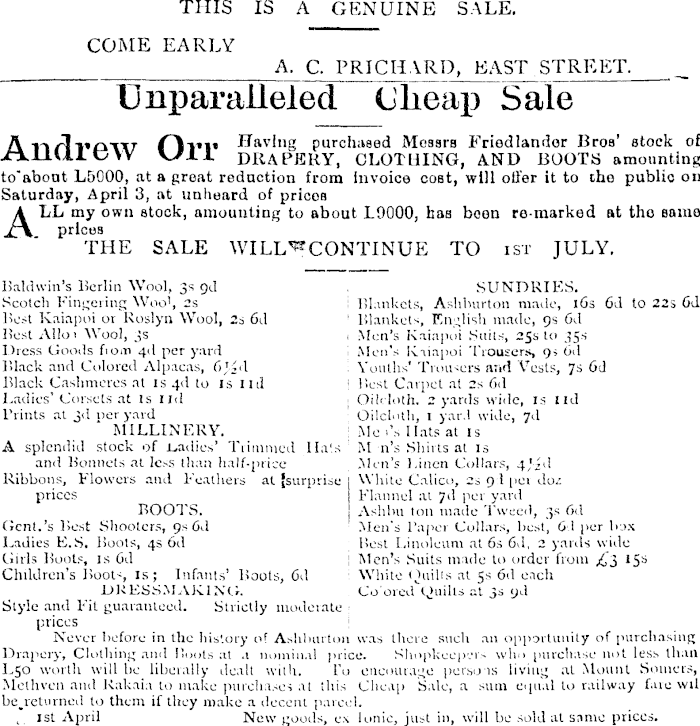 THIS IS A GENUINE SALE.
COME EARLY
A. C. PRICHARD, EAST STREET.
Unparalleled Cheap Sale
Andrew Orr Having purchased Messrs Friedlander Bros' stock of
DRAPERY, CLOTHING, AND BOOTS amounting
to about L5000, at a great reduction from invoice cost, will offer it to the public on
Saturday, April 3, at unheard of prices
ALL my own stock, amounting to about L9000, has been re-marked at the same
prices
THE SALE WILL CONTINUE TO 1ST JULY.
Baldwin's Berlin Wool, 3s 9d
Scotch Fingering Wool, 2s
Best Kaiapoi or Roslyn Wool, 2s 6d
Best Alloa Wool, 3s
Dress Goods from 4d per yard
Black and Colored Alpacas, 6½d
Black Cashmeres at 1s 4d to 1s 11d
Ladies' Corsets at 1s 11d
Prints at 3d per yard
MILLINERY.
A splendid stock of Ladies' Trimmed Hats
and Bonnets at less than half-price
Ribbons, Flowers and Feathers at surprise
prices
BOOTS.
Gent.'s Best Shooters, 9s 6d
Ladies E.S. Boots, 4s 6d
Girls Boots, 1s 6d
Children's Boots, 1s; Infants' Boots, 6d
DRESSMAKING.
Style and Fit guaranteed. Strictly moderate
prices
SUNDRIES.
Blankets, Ashburton made, 16s 6d to 22s 6d
Blankets, English made, 9s 6d
Men's Kaiapoi Suits, 25s to 35s
Men's Kaiapoi Trousers, 9s 6d
Youths' Trousers and Vests, 7s 6d
Best Carpet at 2s 6d
Oilcloth, 2 yards wide, 1s 11d
Oilcloth, 1 yard wide, 7d
Men's Hats at 1s
Men's Shirts at 1s
Men's Linen Collars, 4½d
White Calico, 2s 9d per doz
Flannel at 7d per yard
Ashburton made Tweed, 3s 6d
Men's Paper Collars, best, 6d per box
Best Linoleum at 6s 6d, 2 yards wide
Men's Suits made to order from £3 15s
White Quilts at 5s 6d each
Colored Quilts at 3s 9d
Never before in the history of Ashburton was there such an opportunity of purchasing
Drapery, Clothing and Boots at a nominal price. Shopkeepers who purchase not less than
L50 worth will be liberally dealt with. To encourage persons living at Mount Somers,
Methven and Rakaia to make purchases at this Cheap Sale, a sum equal to railway fare wil
be returned to them if they make a decent parcel.
1st April New goods, ex Ionic, just in, will be sold at same prices.